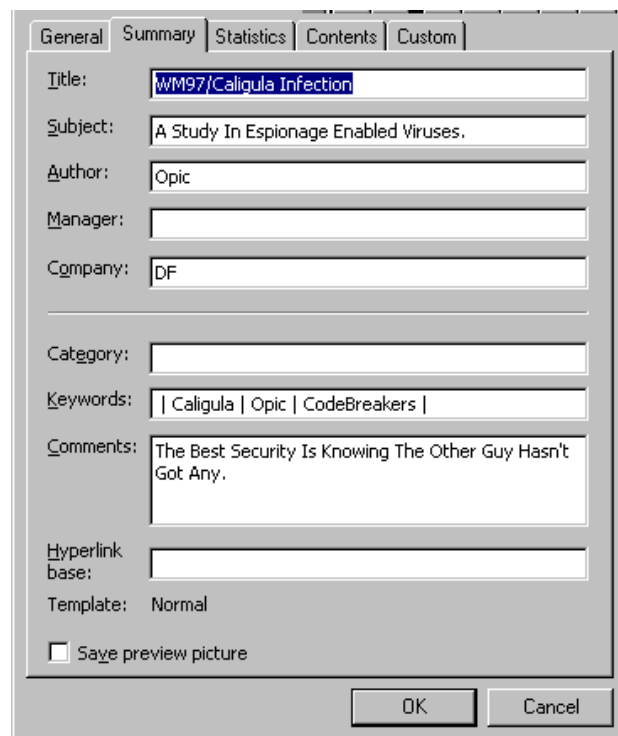 General Summary Statistics Contents Custom
Title: WM97/Caligula Infection
Subject: A Study In Espionage Enabled Viruses.
Author: Opic
Manager:
Company: DF
Category:
Keywords: | Caligula | Opic | CodeBreakers |
Comments: The Best Security Is Knowing The Other Guy Hasn't
Got Any.
Hyperlink
base:
Template: Normal
Save preview picture
OK Cancel